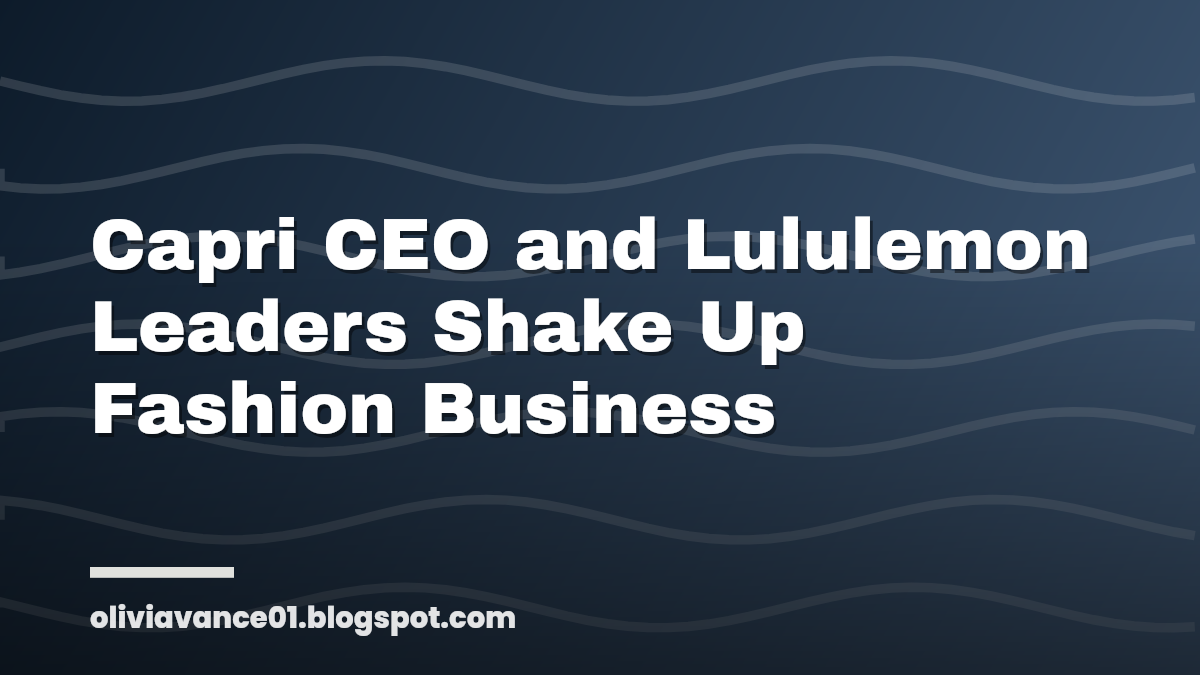 Capri CEO and Lululemon
Leaders Shake Up
Fashion Business
oliviavance01.blogspot.com